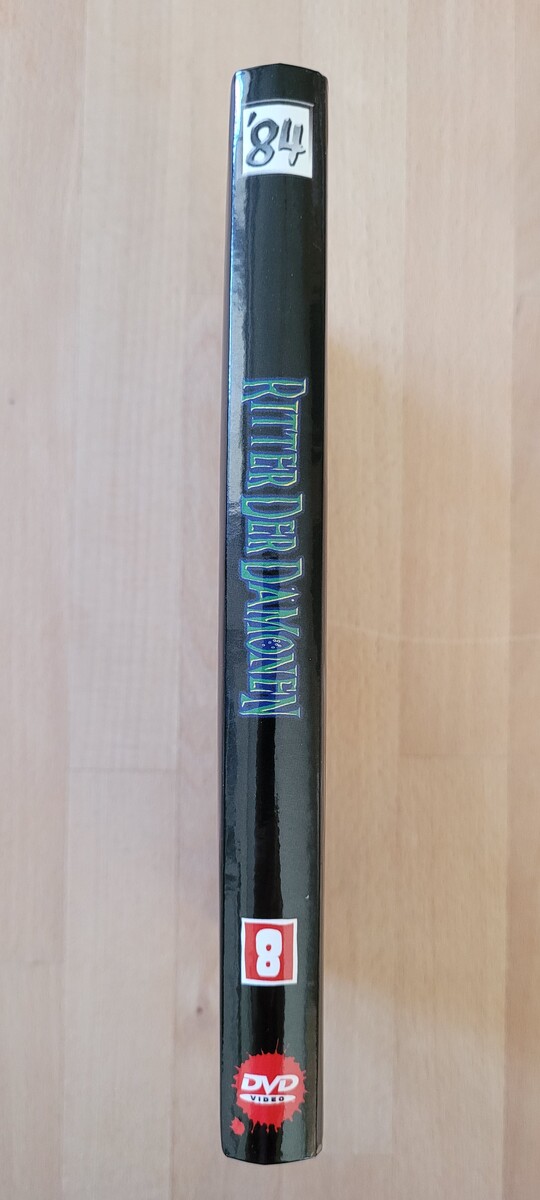 '84
RITTER DER DÄMONEN
8
DVD
VIDEO